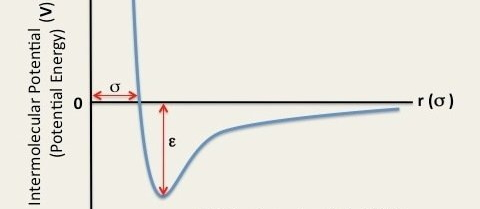 Intermolecular Potential (V)
(Potential Energy)
σ
0
r (σ)
ε